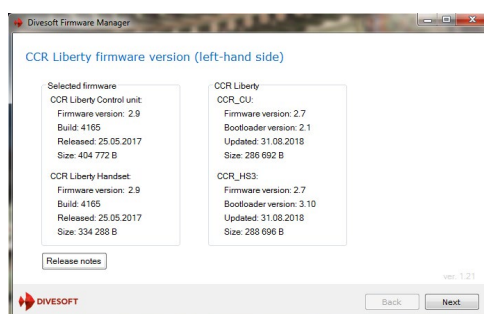 Divesoft Firmware Manager
CCR Liberty firmware version (left-hand side)
Selected firmware
CCR Liberty Control unit:
Firmware version: 2.9
Build: 4165
Released: 25.05.2017
Size: 404 772 B
CCR Liberty Handset:
Firmware version: 2.9
Build: 4165
Released: 25.05.2017
Size: 334 288 B
CCR Liberty
CCR_CU:
Firmware version: 2.7
Bootloader version: 2.1
Updated: 31.08.2018
Size: 286 692 B
CCR_HS3:
Firmware version: 2.7
Bootloader version: 3.10
Updated: 31.08.2018
Size: 288 696 B
Release notes
ver. 1.21
DIVESOFT
Back
Next